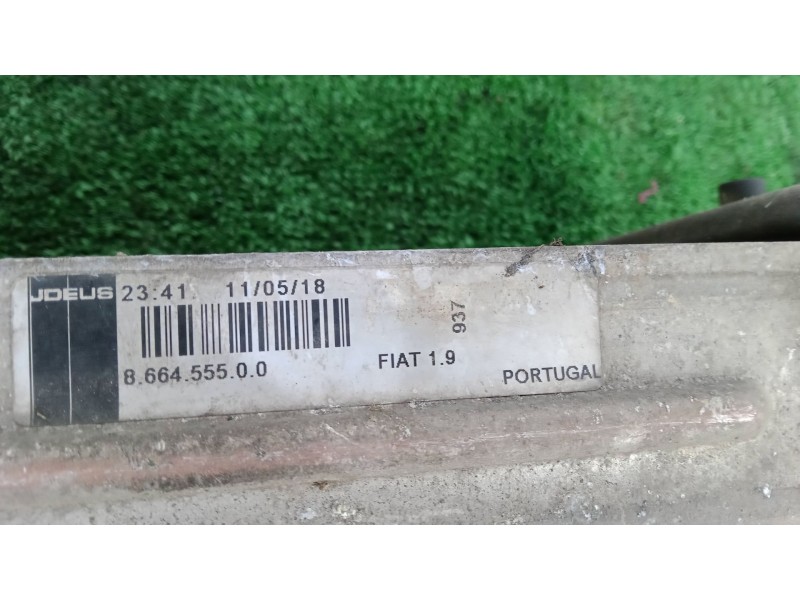 JDEUS 23:41 11/05/18
937
8.664.555.0.0 FIAT 1.9 PORTUGAL